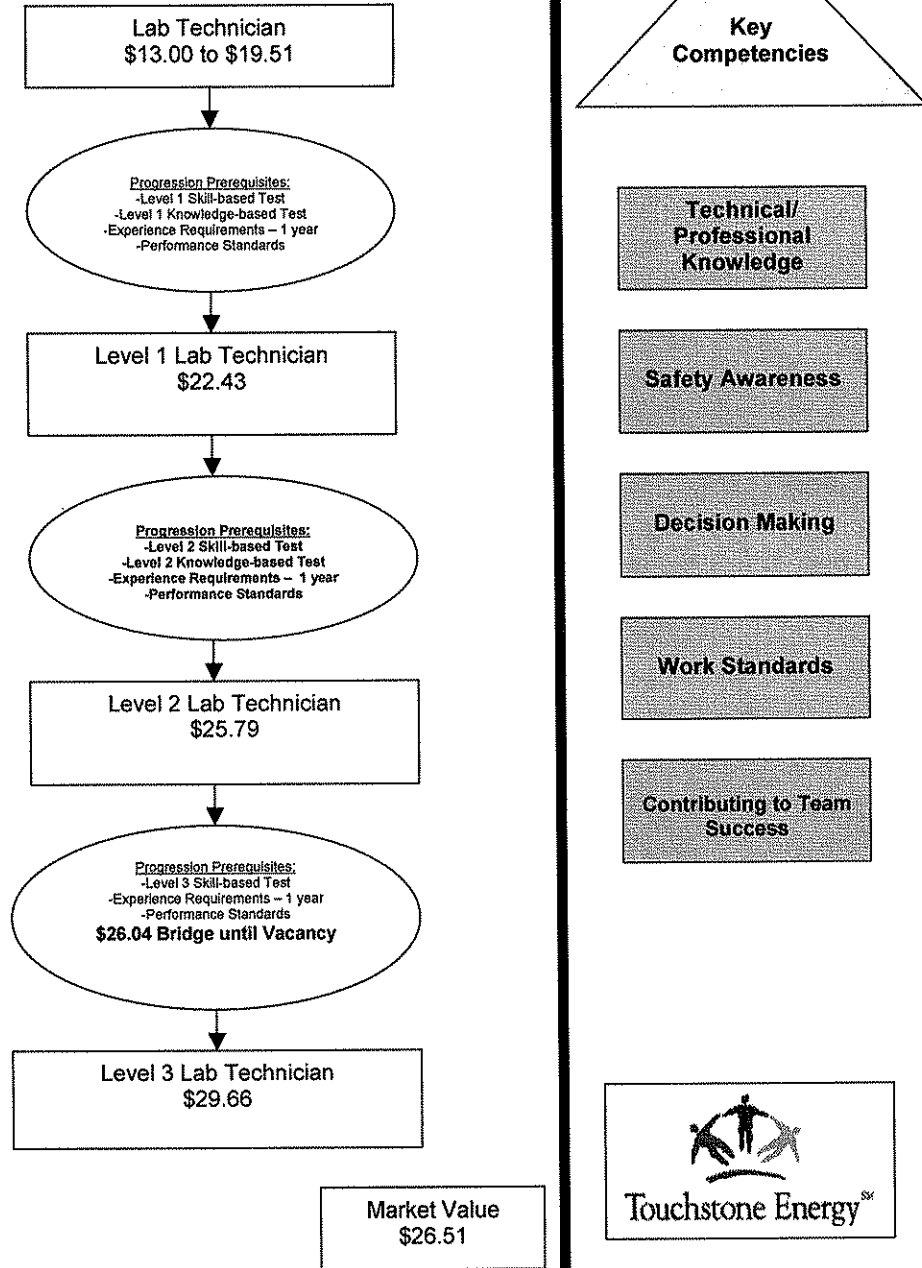 Lab Technician
$13.00 to $19.51
Progression Prerequisites:
-Level 1 Skill-based Test
-Level 1 Knowledge-based Test
-Experience Requirements – 1 year
-Performance Standards
Level 1 Lab Technician
$22.43
Progression Prerequisites:
-Level 2 Skill-based Test
-Level 2 Knowledge-based Test
-Experience Requirements – 1 year
-Performance Standards
Level 2 Lab Technician
$25.79
Progression Prerequisites:
-Level 3 Skill-based Test
-Experience Requirements – 1 year
-Performance Standards
$26.04 Bridge until Vacancy
Level 3 Lab Technician
$29.66
Market Value
$26.51
Key
Competencies
Technical/
Professional
Knowledge
Safety Awareness
Decision Making
Work Standards
Contributing to Team
Success
Touchstone Energy℠